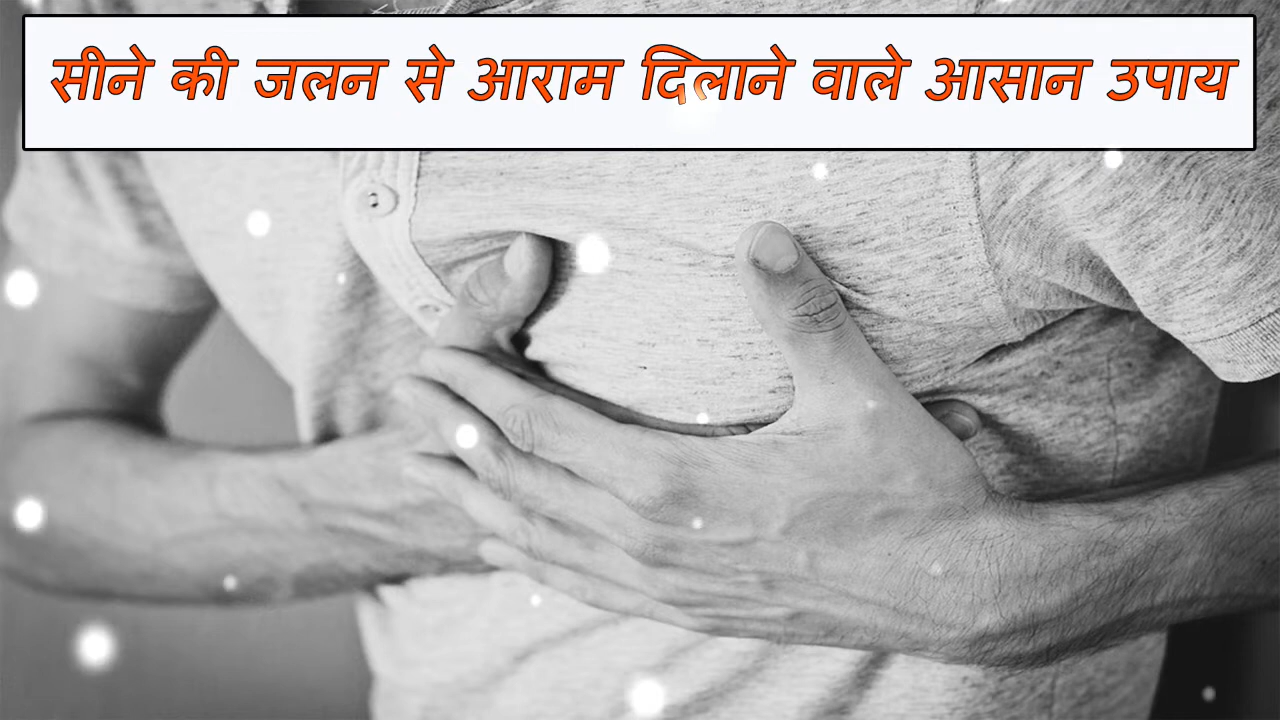 सीने की जलन से आराम दिलाने वाले आसान उपाय